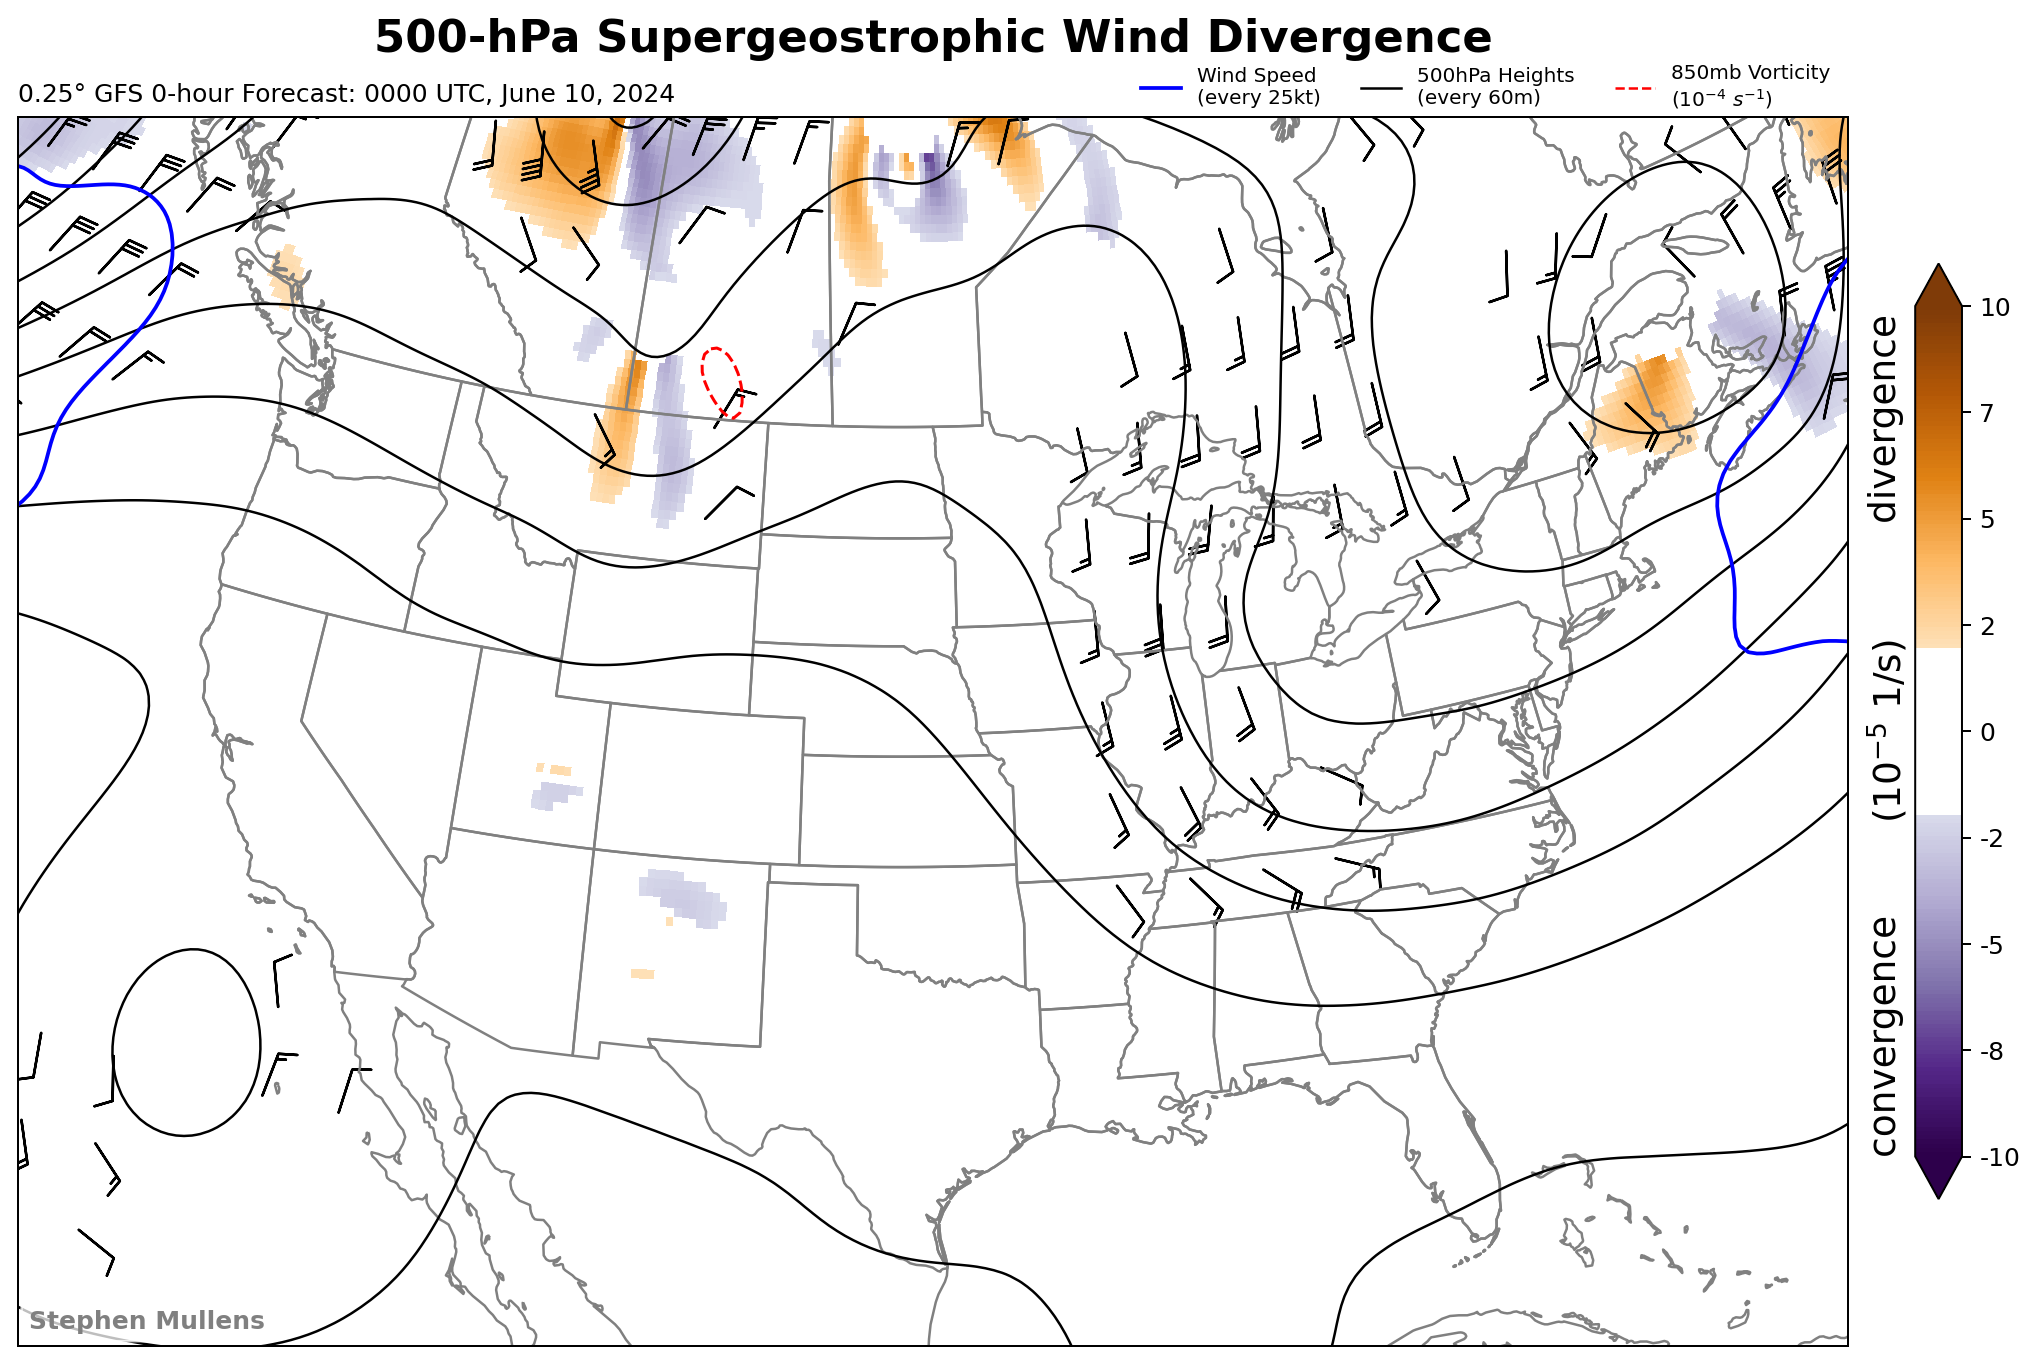 500-hPa Supergeostrophic Wind Divergence
0.25° GFS 0-hour Forecast: 0000 UTC, June 10, 2024
Wind Speed
(every 25kt)
500hPa Heights
(every 60m)
850mb Vorticity
(10⁻⁴ s⁻¹)
10
7
5
2
0
-2
-5
-8
-10
convergence (10⁻⁵ 1/s) divergence
Stephen Mullens